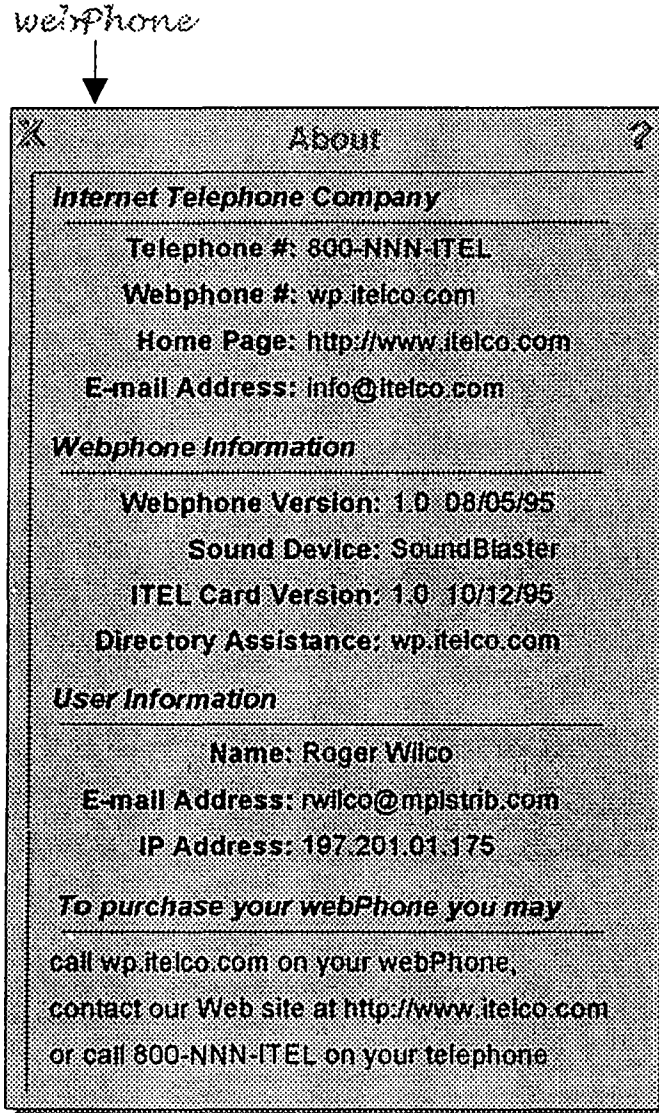 webPhone
X About ?
Internet Telephone Company
Telephone #: 800-NNN-ITEL
Webphone #: wp.itelco.com
Home Page: http://www.itelco.com
E-mail Address: info@itelco.com
Webphone Information
Webphone Version: 1.0 08/05/95
Sound Device: SoundBlaster
ITEL Card Version: 1.0 10/12/95
Directory Assistance: wp.itelco.com
User Information
Name: Roger Wilco
E-mail Address: rwilco@mplstrib.com
IP Address: 197.201.01.175
To purchase your webPhone you may
call wp.itelco.com on your webPhone,
contact our Web site at http://www.itelco.com
or call 800-NNN-ITEL on your telephone